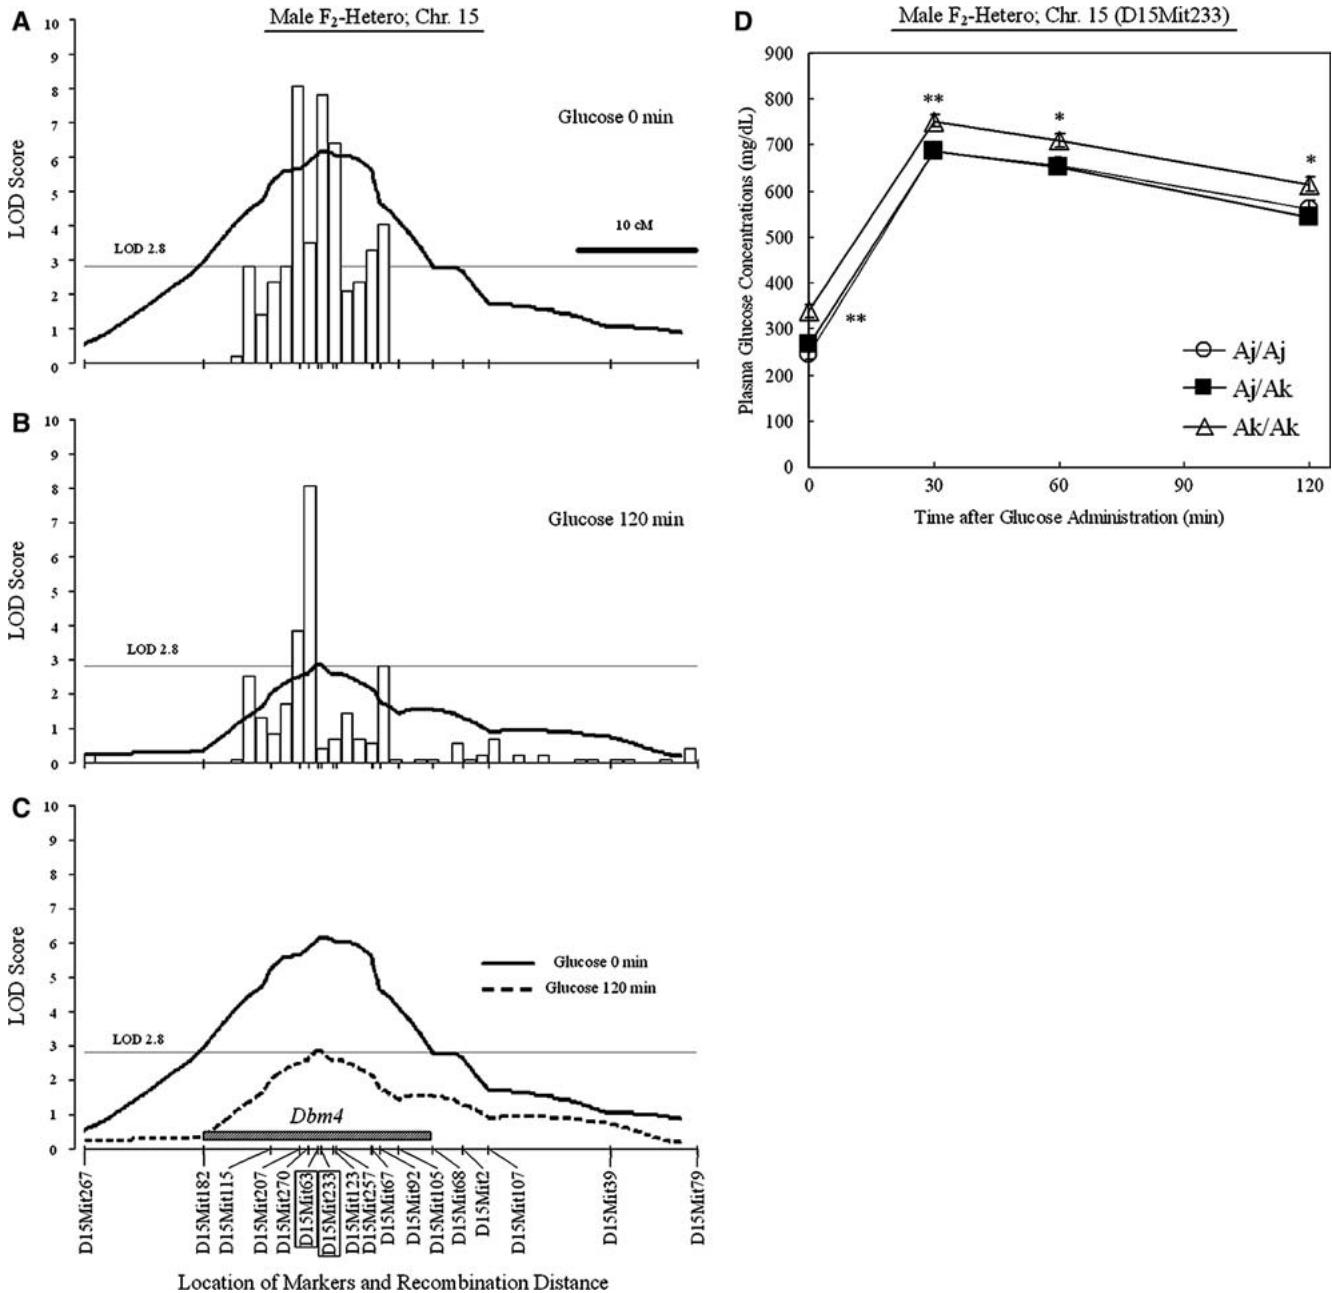 A
Male F₂-Hetero; Chr. 15
10
9
8
7
6
5
4
3
2
1
0
LOD Score
Glucose 0 min
LOD 2.8
10 cM
B
10
9
8
7
6
5
4
3
2
1
0
LOD Score
Glucose 120 min
LOD 2.8
C
10
9
8
7
6
5
4
3
2
1
0
LOD Score
Glucose 0 min
Glucose 120 min
LOD 2.8
Dbm4
D15Mit267
D15Mit182
D15Mit115
D15Mit207
D15Mit270
D15Mit63
D15Mit233
D15Mit123
D15Mit257
D15Mit67
D15Mit92
D15Mit105
D15Mit68
D15Mit2
D15Mit107
D15Mit39
D15Mit79
Location of Markers and Recombination Distance
D
Male F₂-Hetero; Chr. 15 (D15Mit233)
900
800
700
600
500
400
300
200
100
0
Plasma Glucose Concentrations (mg/dL)
**
*
*
**
Aj/Aj
Aj/Ak
Ak/Ak
0 30 60 90 120
Time after Glucose Administration (min)